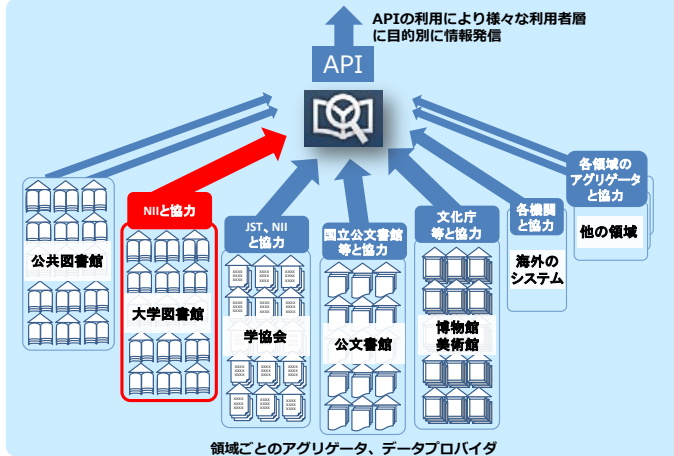 APIの利用により様々な利用者層
に目的別に情報発信
API
各領域の
アグリゲータ
と協力
NIIと協力
JST、NII
と協力
国立公文書館
等と協力
文化庁
等と協力
各機関
と協力
他の領域
公共図書館
大学図書館
学協会
公文書館
博物館
美術館
海外の
システム
領域ごとのアグリゲータ、データプロバイダ